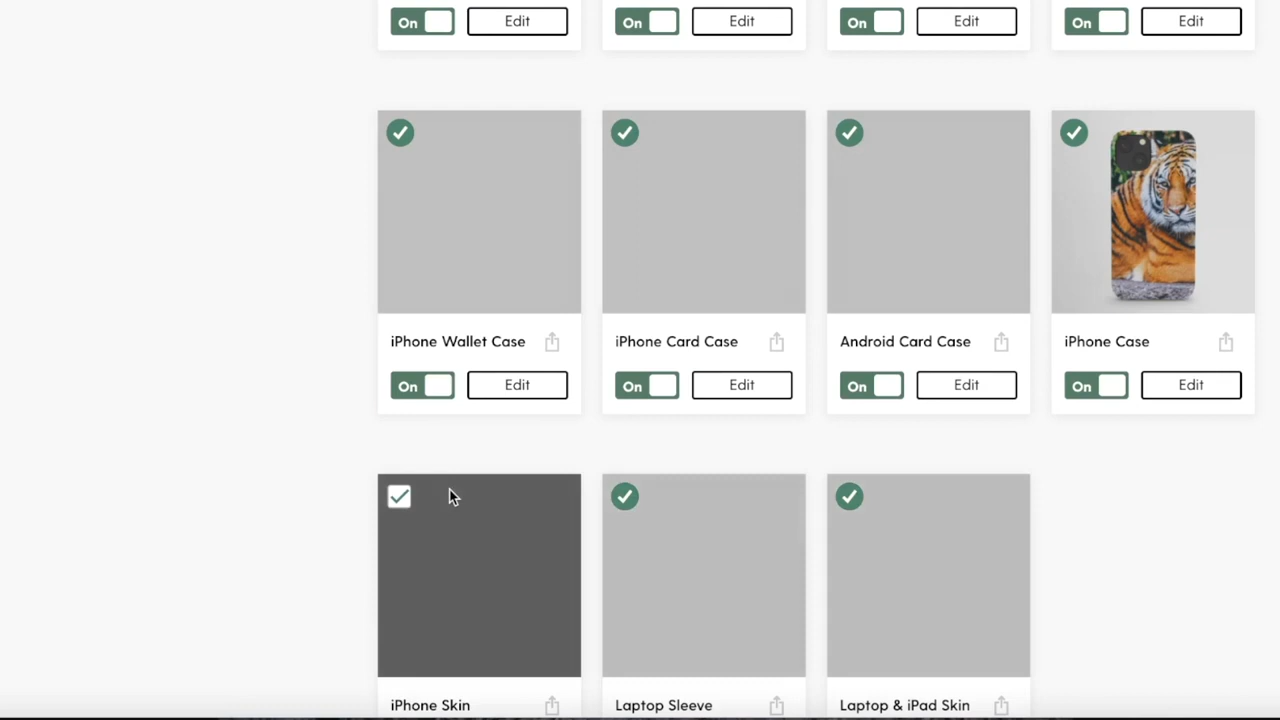 On Edit On Edit On Edit On Edit
iPhone Wallet Case iPhone Card Case Android Card Case iPhone Case
On Edit On Edit On Edit On Edit
iPhone Skin Laptop Sleeve Laptop & iPad Skin